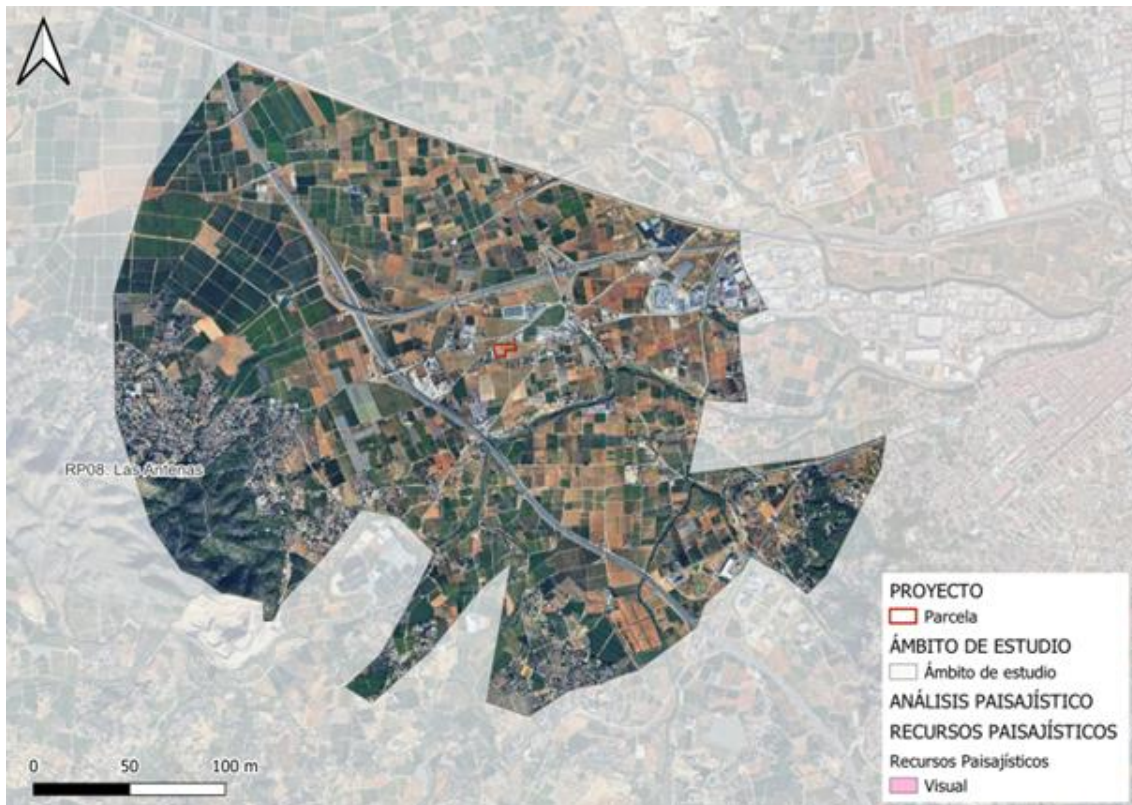 RP08. Las Antenas
PROYECTO
Parcela
ÁMBITO DE ESTUDIO
Ámbito de estudio
ANÁLISIS PAISAJÍSTICO
RECURSOS PAISAJÍSTICOS
Recursos Paisajísticos
Visual
0 50 100 m